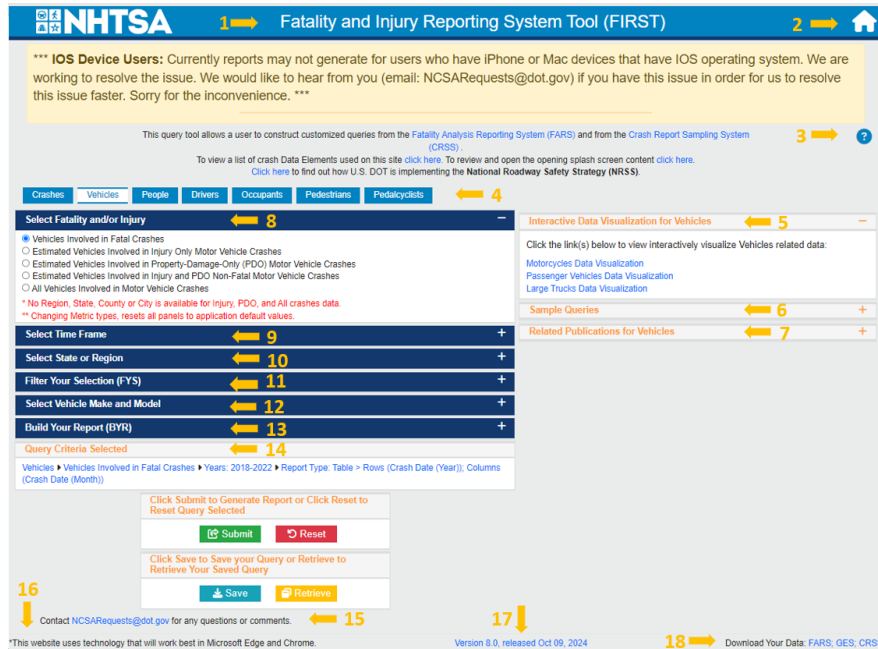 NHTSA
1
Fatality and Injury Reporting System Tool (FIRST)
2
*** IOS Device Users: Currently reports may not generate for users who have iPhone or Mac devices that have IOS operating system. We are
working to resolve the issue. We would like to hear from you (email: NCSARequests@dot.gov) if you have this issue in order for us to resolve
this issue faster. Sorry for the inconvenience. ***
This query tool allows a user to construct customized queries from the Fatality Analysis Reporting System (FARS) and from the Crash Report Sampling System
(CRSS) .
3
?
To view a list of crash Data Elements used on this site click here. To review and open the opening splash screen content click here.
Click here to find out how U.S. DOT is implementing the National Roadway Safety Strategy (NRSS).
Crashes
Vehicles
People
Drivers
Occupants
Pedestrians
Pedalcyclists
4
Select Fatality and/or Injury
8
−
Vehicles Involved in Fatal Crashes
Estimated Vehicles Involved in Injury Only Motor Vehicle Crashes
Estimated Vehicles Involved in Property-Damage-Only (PDO) Motor Vehicle Crashes
Estimated Vehicles Involved in Injury and PDO Non-Fatal Motor Vehicle Crashes
All Vehicles Involved in Motor Vehicle Crashes
* No Region, State, County or City is available for Injury, PDO, and All crashes data.
** Changing Metric types, resets all panels to application default values.
Select Time Frame
9
+
Select State or Region
10
+
Filter Your Selection (FYS)
11
+
Select Vehicle Make and Model
12
+
Build Your Report (BYR)
13
+
Query Criteria Selected
14
Vehicles Vehicles Involved in Fatal Crashes Years: 2018-2022 Report Type: Table > Rows (Crash Date (Year)); Columns
(Crash Date (Month))
Interactive Data Visualization for Vehicles
5
−
Click the link(s) below to view interactively visualize Vehicles related data:
Motorcycles Data Visualization
Passenger Vehicles Data Visualization
Large Trucks Data Visualization
Sample Queries
6
+
Related Publications for Vehicles
7
+
Click Submit to Generate Report or Click Reset to
Reset Query Selected
Submit
Reset
Click Save to Save your Query or Retrieve to
Retrieve Your Saved Query
Save
Retrieve
16
Contact NCSARequests@dot.gov for any questions or comments.
15
17
*This website uses technology that will work best in Microsoft Edge and Chrome.
Version 8.0, released Oct 09, 2024
18
Download Your Data: FARS; GES; CRS